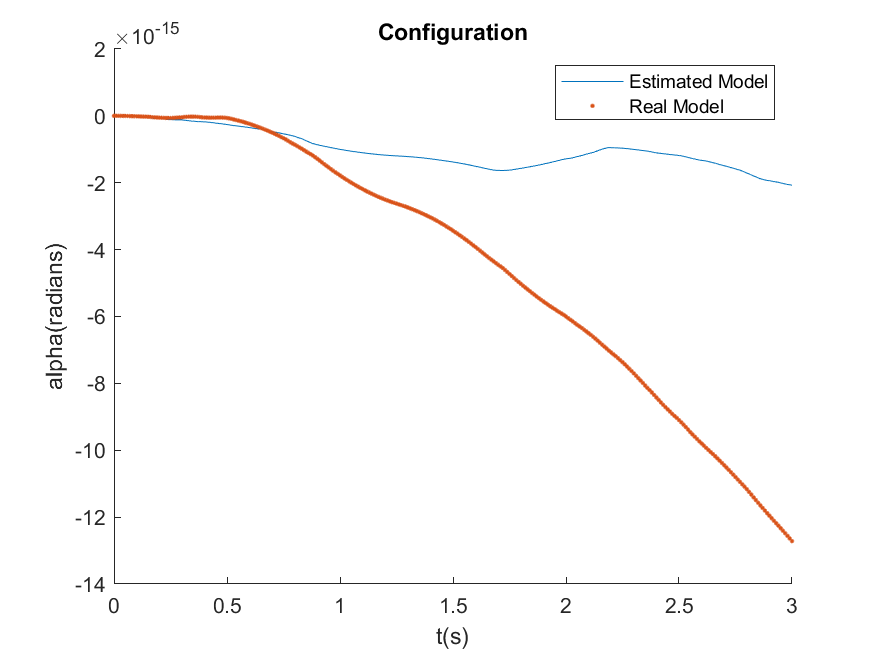 Configuration
×10^-15
Estimated Model
Real Model
2
0
-2
-4
-6
-8
-10
-12
-14
alpha(radians)
0 0.5 1 1.5 2 2.5 3
t(s)